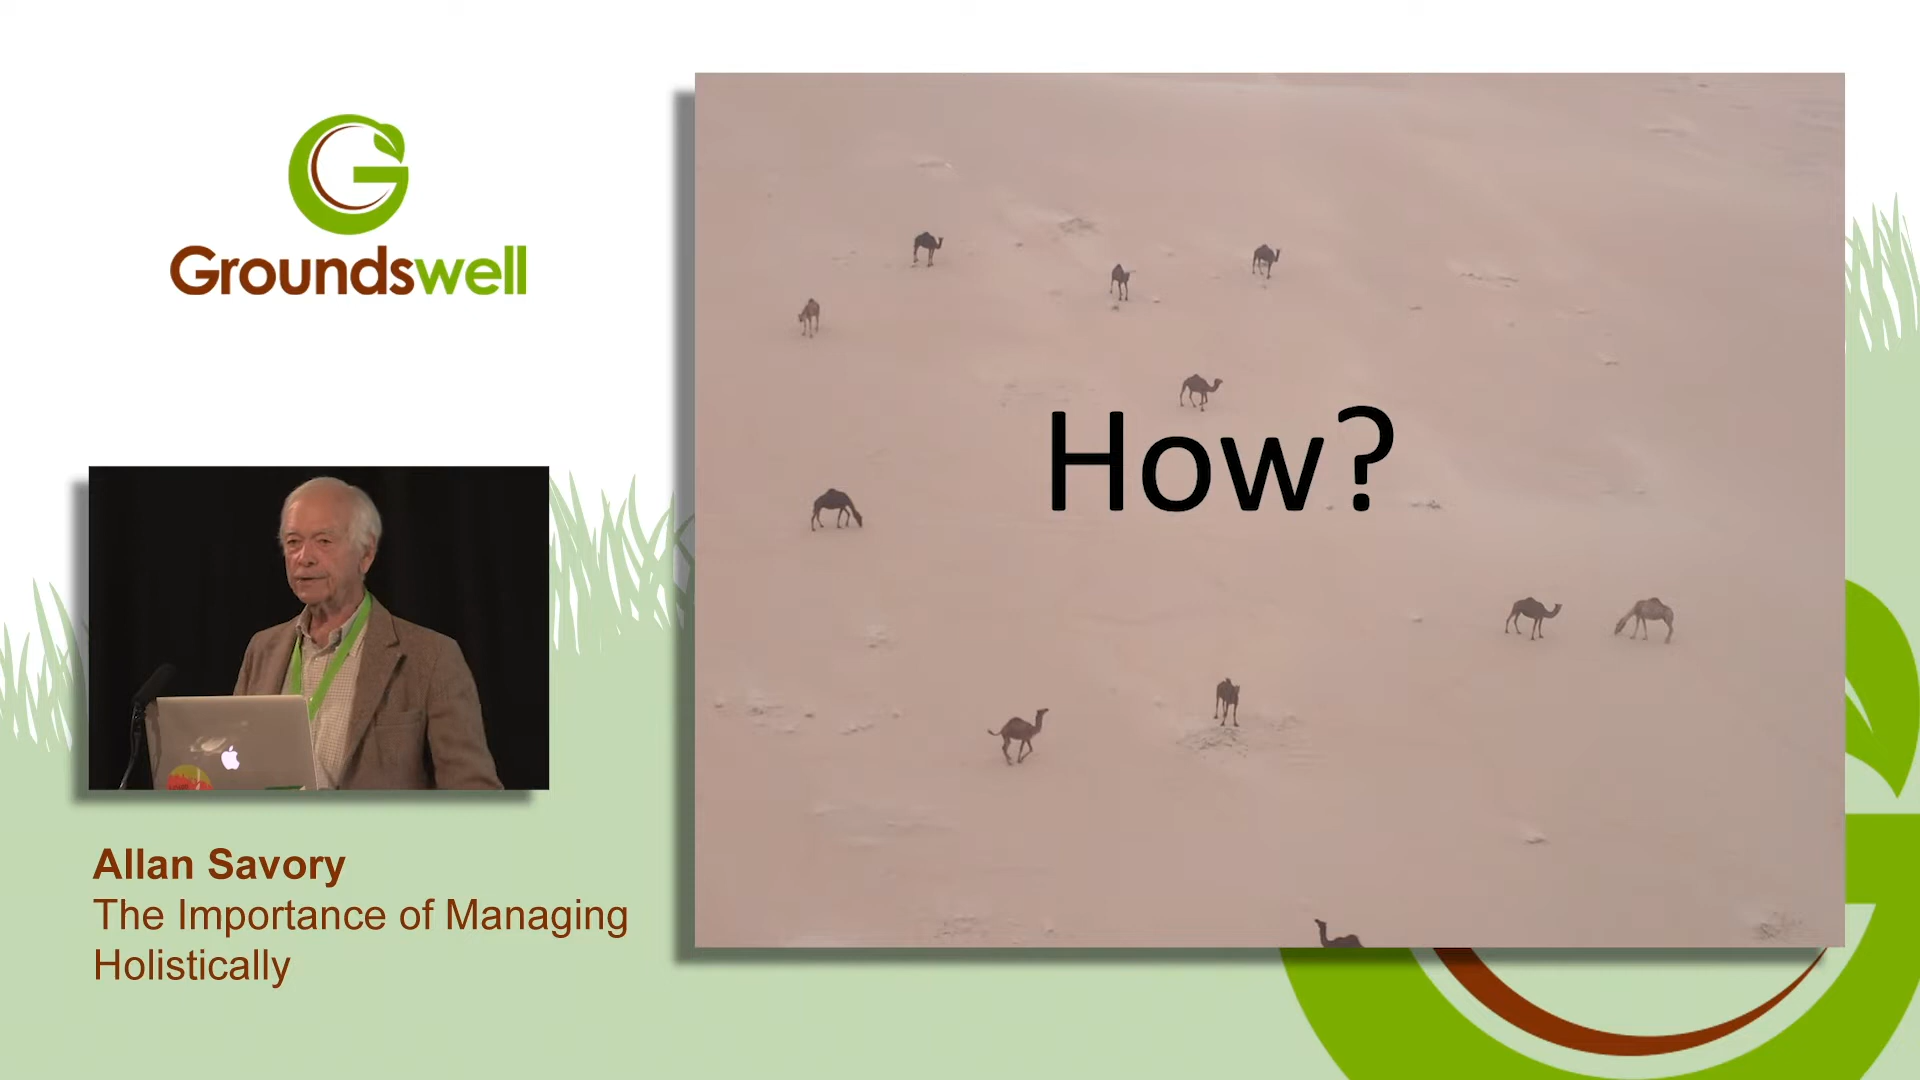 Groundswell
How?
Allan Savory
The Importance of Managing
Holistically